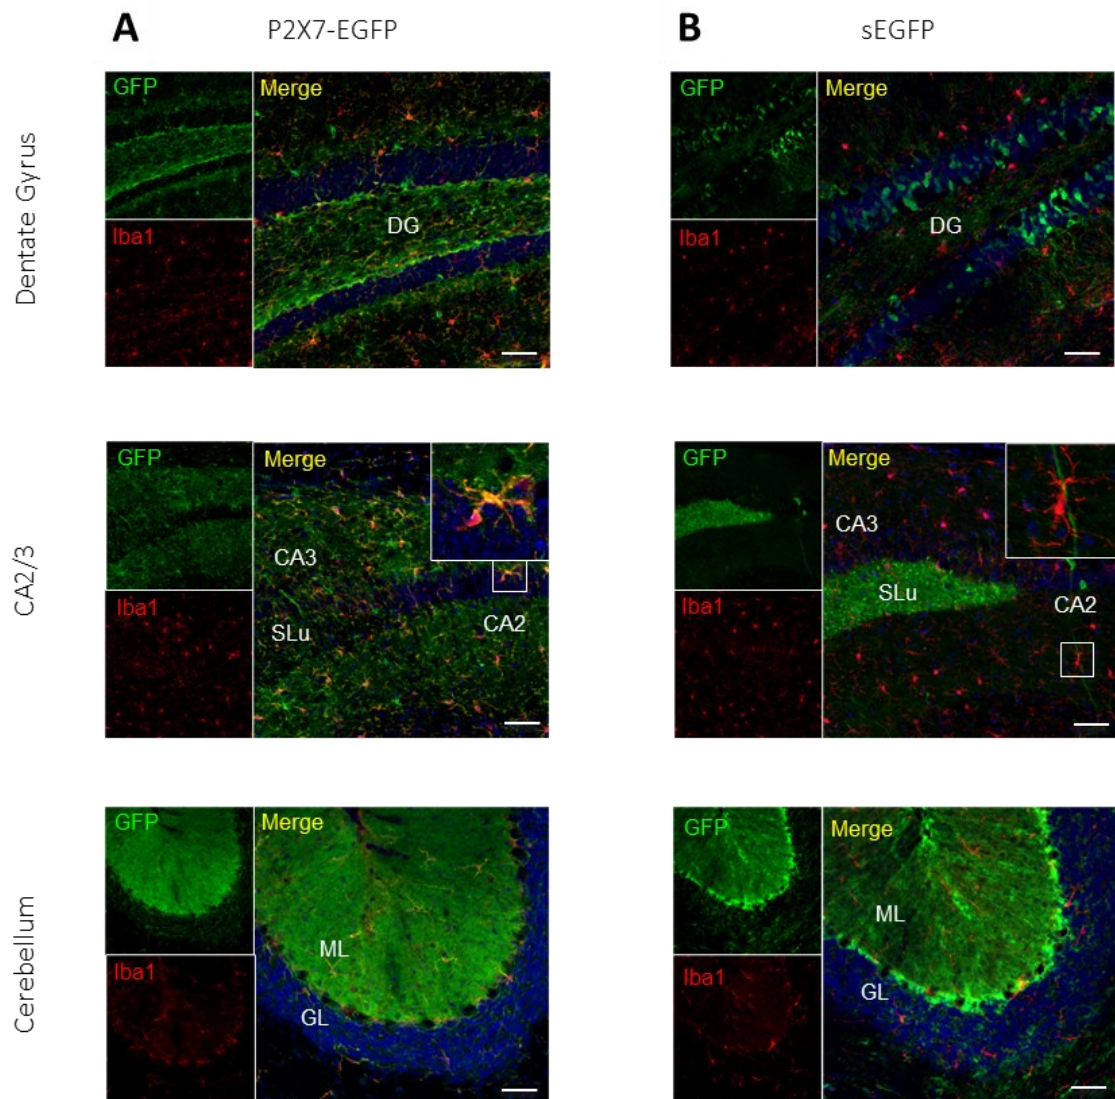 A P2X7-EGFP
B sEGFP
Dentate Gyrus
GFP
Merge
Iba1
DG
GFP
Merge
Iba1
DG
CA2/3
GFP
Merge
Iba1
CA3
SLu
CA2
GFP
Merge
Iba1
CA3
SLu
CA2
Cerebellum
GFP
Merge
Iba1
ML
GL
GFP
Merge
Iba1
ML
GL